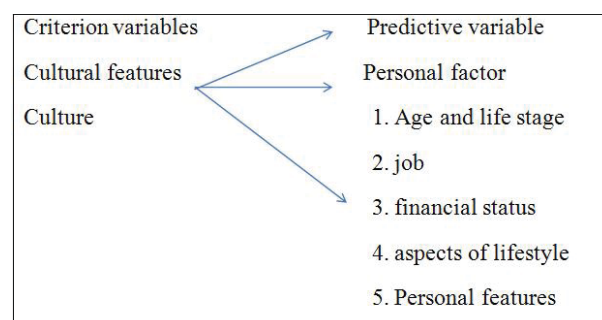 Criterion variables
Predictive variable
Cultural features
Personal factor
Culture
1. Age and life stage
2. job
3. financial status
4. aspects of lifestyle
5. Personal features